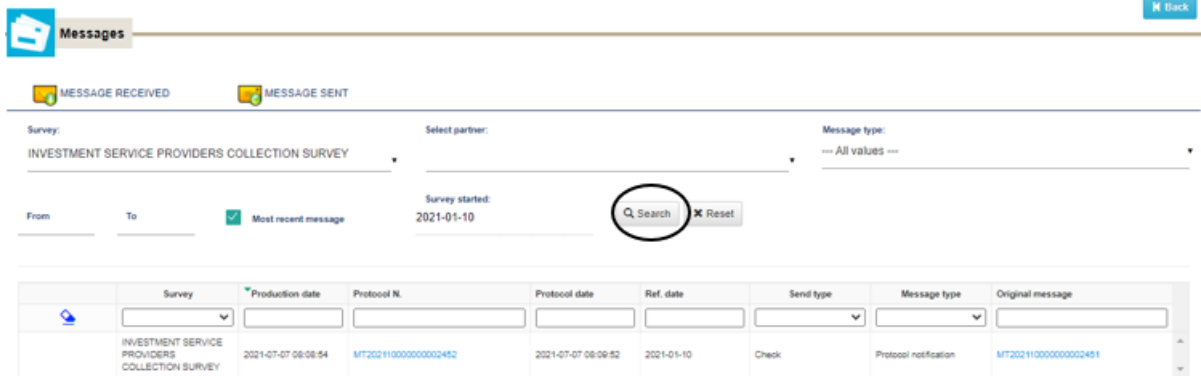 Back
Messages
MESSAGE RECEIVED
MESSAGE SENT
Survey:
Select partner:
Message type:
INVESTMENT SERVICE PROVIDERS COLLECTION SURVEY
--- All values ---
Survey started:
From
To
Most recent message
2021-01-10
Search
Reset
Survey
Production date
Protocol N.
Protocol date
Ref. date
Send type
Message type
Original message
INVESTMENT SERVICE
PROVIDERS
COLLECTION SURVEY
2021-07-07 08:08:54
MT202110000000002452
2021-07-07 08:09:52
2021-01-10
Check
Protocol notification
MT202110000000002451